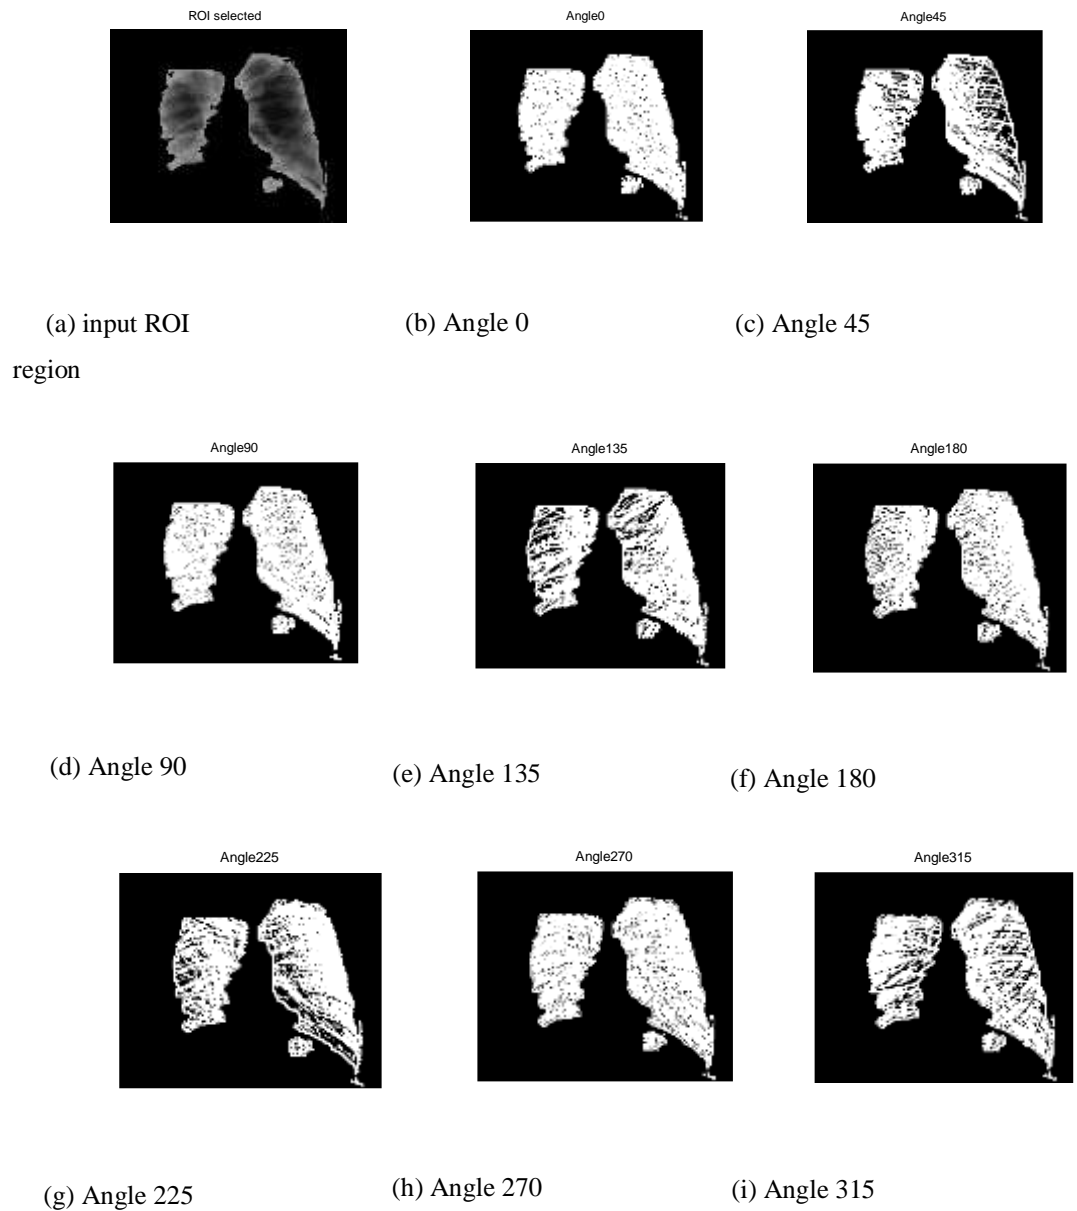 ROI selected
Angle0
Angle45
(a) input ROI
region
(b) Angle 0
(c) Angle 45
Angle90
Angle135
Angle180
(d) Angle 90
(e) Angle 135
(f) Angle 180
Angle225
Angle270
Angle315
(g) Angle 225
(h) Angle 270
(i) Angle 315